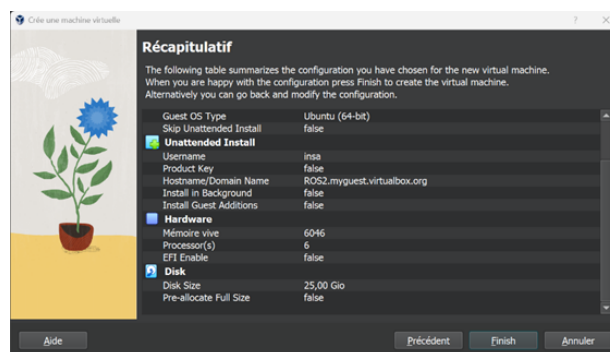 Crée une machine virtuelle
Récapitulatif
The following table summarizes the configuration you have chosen for the new virtual machine.
When you are happy with the configuration press Finish to create the virtual machine.
Alternatively you can go back and modify the configuration.
Guest OS Type Ubuntu (64-bit)
Skip Unattended Install false
Unattended Install
Username insa
Product Key false
Hostname/Domain Name ROS2.myguest.virtualbox.org
Install in Background false
Install Guest Additions false
Hardware
Mémoire vive 6046
Processor(s) 6
EFI Enable false
Disk
Disk Size 25,00 Gio
Pre-allocate Full Size false
Aide Précédent Finish Annuler